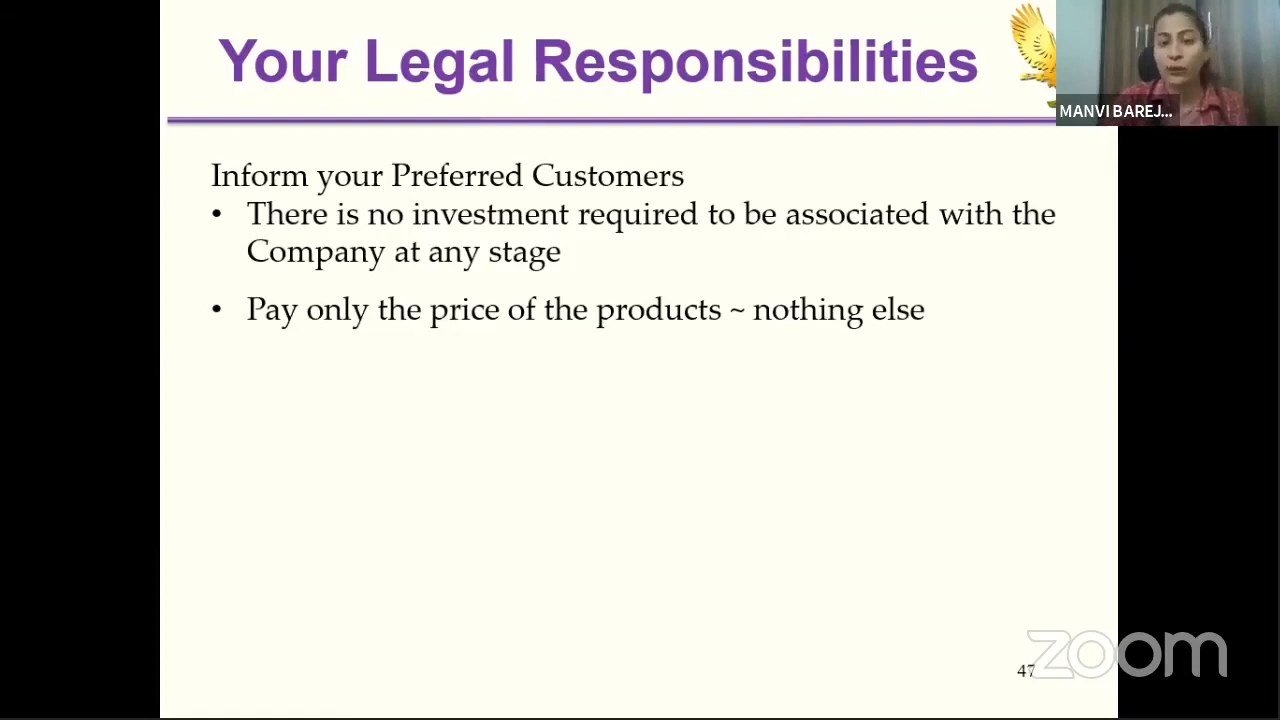 Your Legal Responsibilities
MANVI BAREJ...
Inform your Preferred Customers
• There is no investment required to be associated with the
Company at any stage
• Pay only the price of the products ~ nothing else
zoom
47